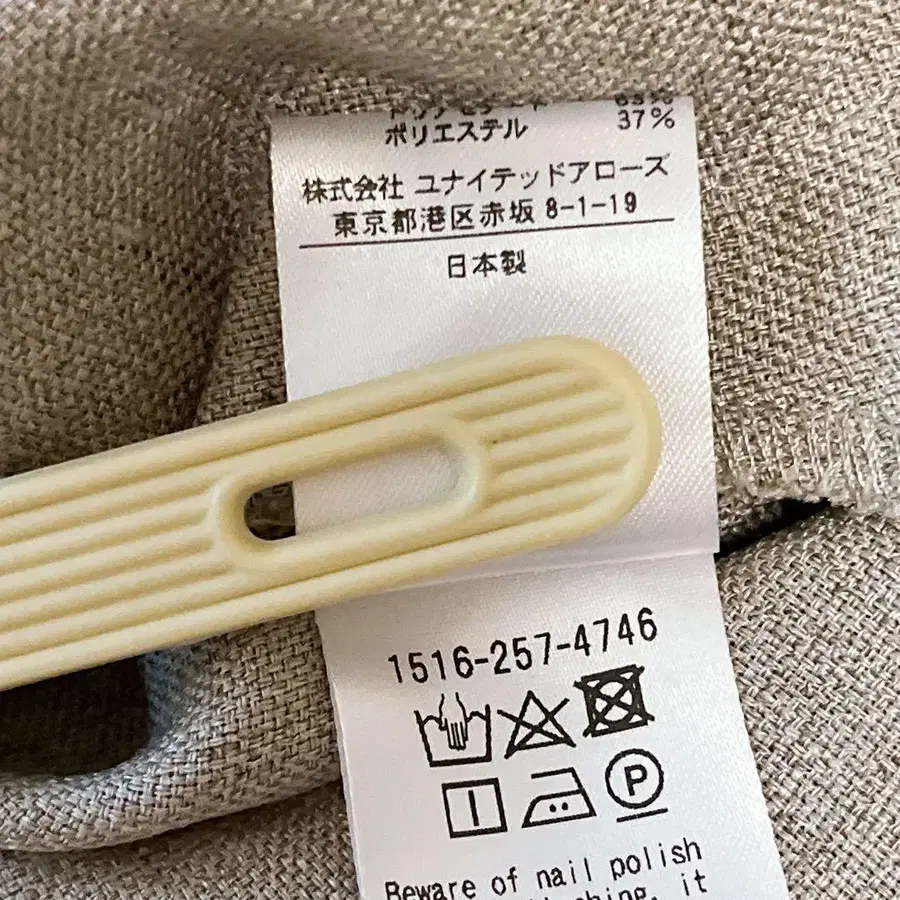 ポリエステル 37%
株式会社 ユナイテッドアローズ
東京都港区赤坂 8-1-19
日本製
1516-257-4746
P
Beware of nail polish
it